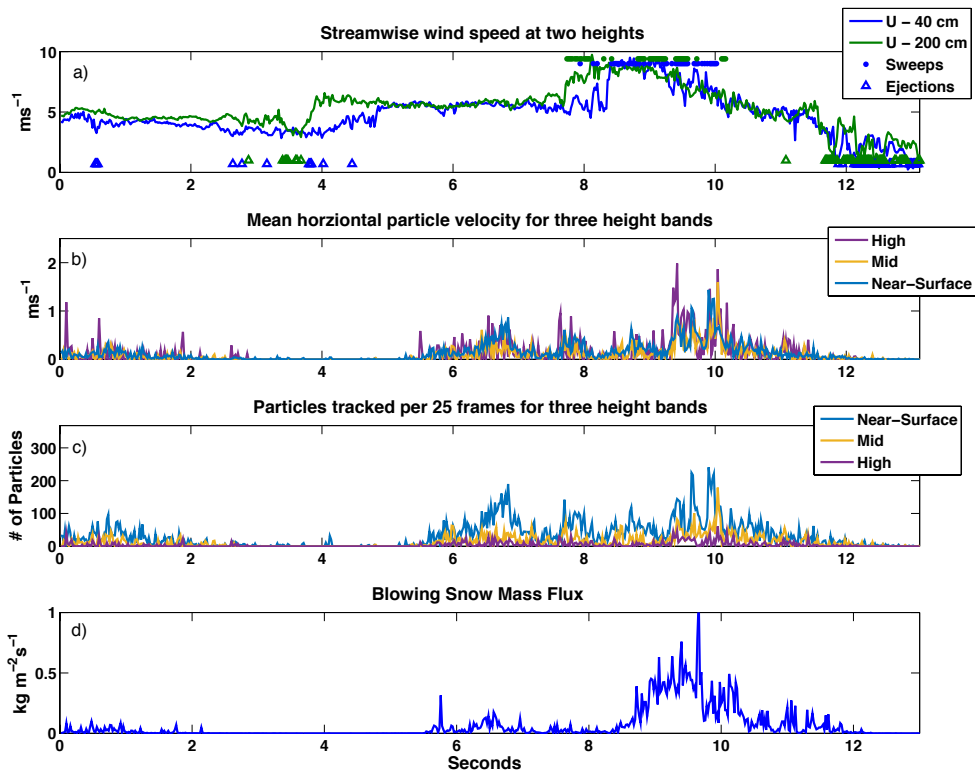 Streamwise wind speed at two heights
U − 40 cm
U − 200 cm
Sweeps
Ejections
a)
ms−1
10
5
0
0 2 4 6 8 10 12
Mean horziontal particle velocity for three height bands
High
Mid
Near−Surface
b)
ms−1
2
1
0
0 2 4 6 8 10 12
Particles tracked per 25 frames for three height bands
Near−Surface
Mid
High
c)
# of Particles
300
200
100
0
0 2 4 6 8 10 12
Blowing Snow Mass Flux
d)
kg m−2s−1
1
0.5
0
0 2 4 6 8 10 12
Seconds